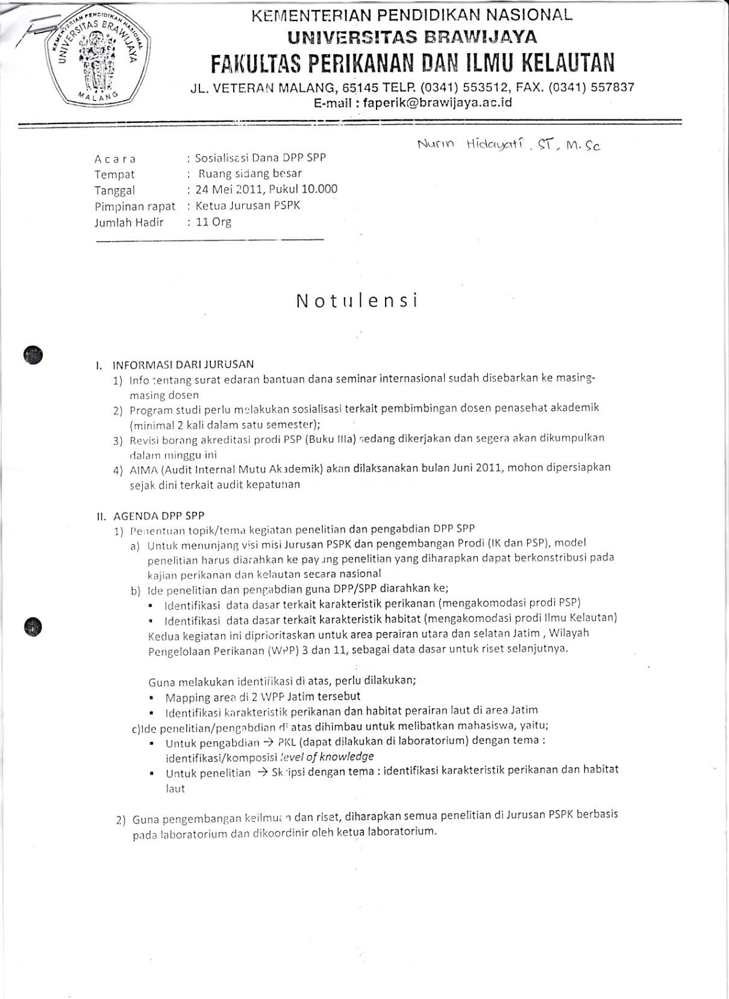 KEMENTERIAN PENDIDIKAN NASIONAL
UNIVERSITAS BRAWIJAYA
MALANG
KEMENTERIAN PENDIDIKAN NASIONAL
UNIVERSITAS BRAWIJAYA
FAKULTAS PERIKANAN DAN ILMU KELAUTAN
JL. VETERAN MALANG, 65145 TELP. (0341) 553512, FAX. (0341) 557837
E-mail : faperik@brawijaya.ac.id
Nurin Hidayati. ST, M.Sc
Acara : Sosialisasi Dana DPP SPP
Tempat : Ruang sidang besar
Tanggal : 24 Mei 2011, Pukul 10.000
Pimpinan rapat : Ketua Jurusan PSPK
Jumlah Hadir : 11 Org
Notulensi
I. INFORMASI DARI JURUSAN
1) Info tentang surat edaran bantuan dana seminar internasional sudah disebarkan ke masing-
masing dosen
2) Program studi perlu melakukan sosialisasi terkait pembimbingan dosen penasehat akademik
(minimal 2 kali dalam satu semester);
3) Revisi borang akreditasi prodi PSP (Buku IIIa) sedang dikerjakan dan segera akan dikumpulkan
dalam minggu ini
4) AIMA (Audit Internal Mutu Akademik) akan dilaksanakan bulan Juni 2011, mohon dipersiapkan
sejak dini terkait audit kepatuhan
II. AGENDA DPP SPP
1) Penentuan topik/tema kegiatan penelitian dan pengabdian DPP SPP
a) Untuk menunjang visi misi Jurusan PSPK dan pengembangan Prodi (IK dan PSP), model
penelitian harus diarahkan ke payung penelitian yang diharapkan dapat berkonstribusi pada
kajian perikanan dan kelautan secara nasional
b) Ide penelitian dan pengabdian guna DPP/SPP diarahkan ke;
▪ Identifikasi data dasar terkait karakteristik perikanan (mengakomodasi prodi PSP)
▪ Identifikasi data dasar terkait karakteristik habitat (mengakomodasi prodi Ilmu Kelautan)
Kedua kegiatan ini diprioritaskan untuk area perairan utara dan selatan Jatim , Wilayah
Pengelolaan Perikanan (WPP) 3 dan 11, sebagai data dasar untuk riset selanjutnya.
Guna melakukan identifikasi di atas, perlu dilakukan;
▪ Mapping area di 2 WPP Jatim tersebut
▪ Identifikasi karakteristik perikanan dan habitat perairan laut di area Jatim
c)Ide penelitian/pengabdian di atas dihimbau untuk melibatkan mahasiswa, yaitu;
▪ Untuk pengabdian → PKL (dapat dilakukan di laboratorium) dengan tema :
identifikasi/komposisi level of knowledge
▪ Untuk penelitian → Skripsi dengan tema : identifikasi karakteristik perikanan dan habitat
laut
2) Guna pengembangan keilmuan dan riset, diharapkan semua penelitian di Jurusan PSPK berbasis
pada laboratorium dan dikoordinir oleh ketua laboratorium.